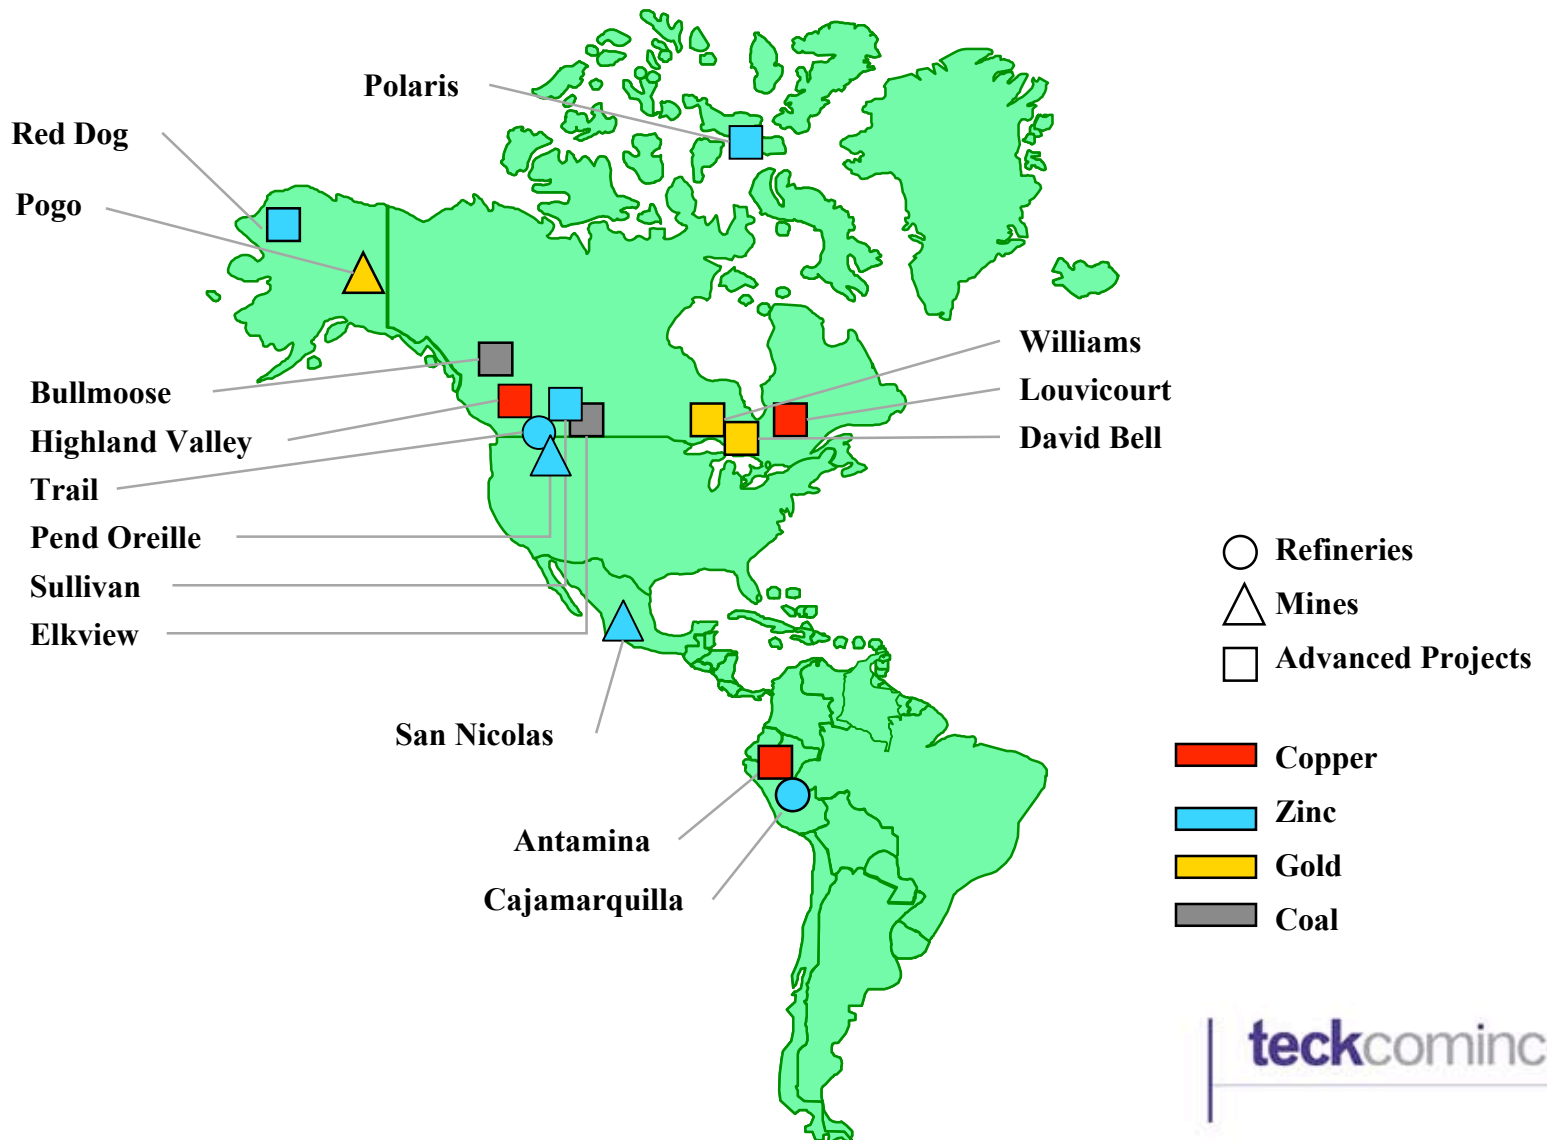 Polaris
Red Dog
Pogo
Williams
Louvicourt
David Bell
Bullmoose
Highland Valley
Trail
Pend Oreille
Sullivan
Elkview
San Nicolas
Antamina
Cajamarquilla
Refineries
Mines
Advanced Projects
Copper
Zinc
Gold
Coal
teckcominc